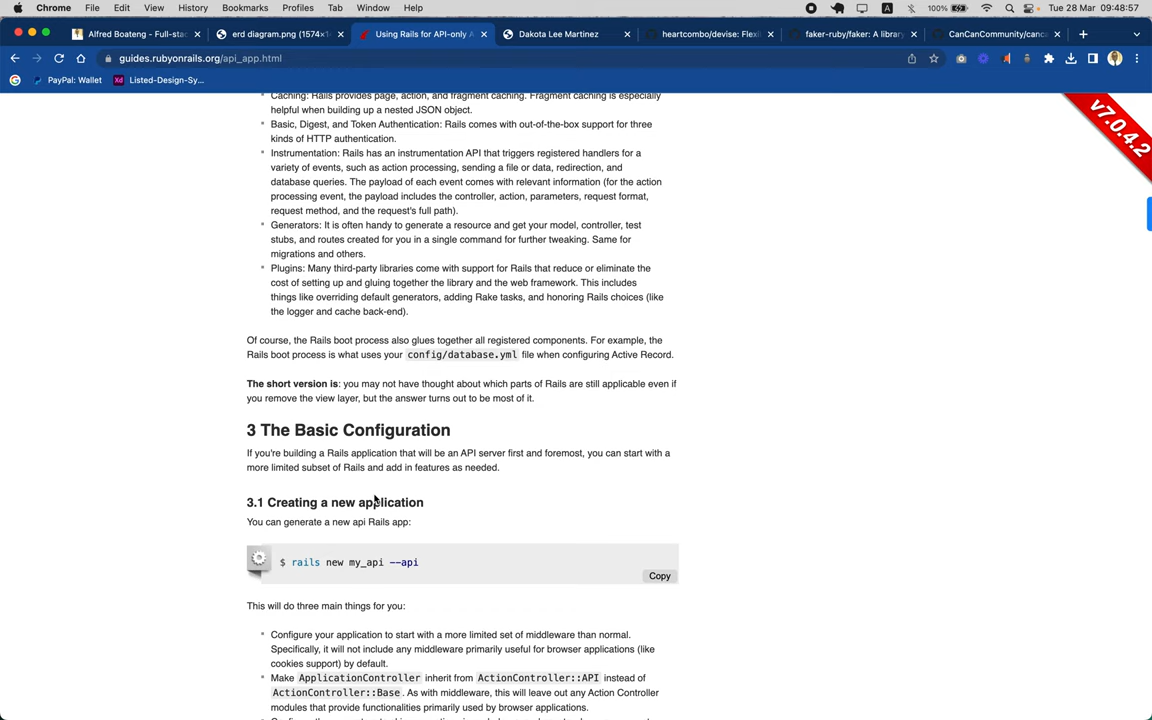 Chrome File Edit View History Bookmarks Profiles Tab Window Help
A 100% Tue 28 Mar 09:48:57
Alfred Boateng - Full-stac
erd diagram.png (1574×1
Using Rails for API-only A
Dakota Lee Martinez
heartcombo/devise: Flexi
faker-ruby/faker: A library
CanCanCommunity/canca
guides.rubyonrails.org/api_app.html
PayPal: Wallet
Xd Listed-Design-Sy...
v7.0.4.2
Caching: Rails provides page, action, and fragment caching. Fragment caching is especially
helpful when building up a nested JSON object.
Basic, Digest, and Token Authentication: Rails comes with out-of-the-box support for three
kinds of HTTP authentication.
Instrumentation: Rails has an instrumentation API that triggers registered handlers for a
variety of events, such as action processing, sending a file or data, redirection, and
database queries. The payload of each event comes with relevant information (for the action
processing event, the payload includes the controller, action, parameters, request format,
request method, and the request's full path).
Generators: It is often handy to generate a resource and get your model, controller, test
stubs, and routes created for you in a single command for further tweaking. Same for
migrations and others.
Plugins: Many third-party libraries come with support for Rails that reduce or eliminate the
cost of setting up and gluing together the library and the web framework. This includes
things like overriding default generators, adding Rake tasks, and honoring Rails choices (like
the logger and cache back-end).
Of course, the Rails boot process also glues together all registered components. For example, the
Rails boot process is what uses your config/database.yml file when configuring Active Record.
The short version is: you may not have thought about which parts of Rails are still applicable even if
you remove the view layer, but the answer turns out to be most of it.
3 The Basic Configuration
If you're building a Rails application that will be an API server first and foremost, you can start with a
more limited subset of Rails and add in features as needed.
3.1 Creating a new application
You can generate a new api Rails app:
$ rails new my_api --api
Copy
This will do three main things for you:
Configure your application to start with a more limited set of middleware than normal.
Specifically, it will not include any middleware primarily useful for browser applications (like
cookies support) by default.
Make ApplicationController inherit from ActionController::API instead of
ActionController::Base. As with middleware, this will leave out any Action Controller
modules that provide functionalities primarily used by browser applications.